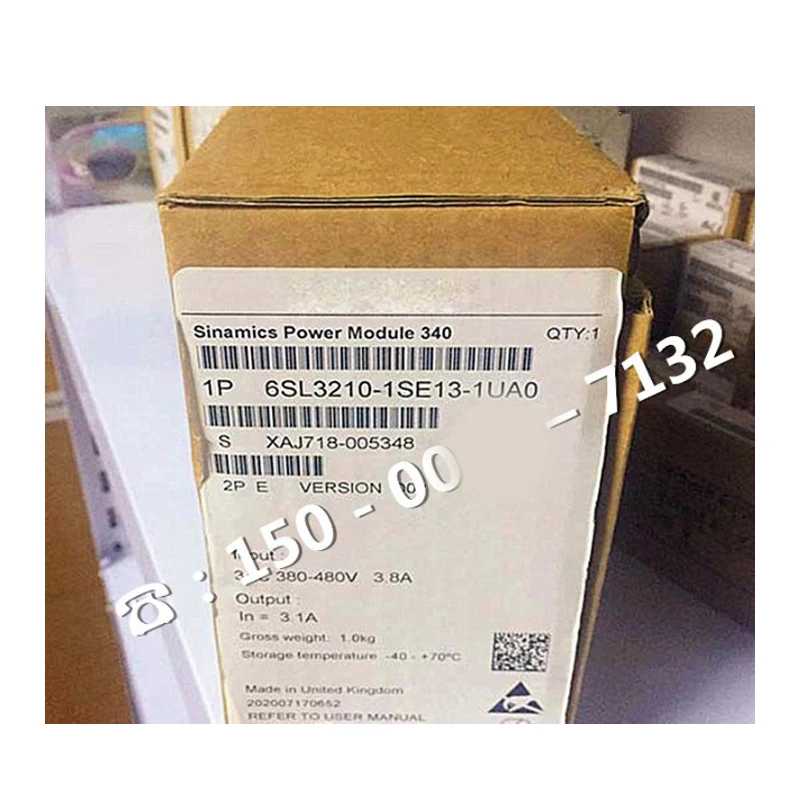 Sinamics Power Module 340 QTY:1
1P 6SL3210-1SE13-1UA0
S XAJ718-005348
2P E VERSION
☎:150-00 -7132
Input :
380-480V 3.8A
Output :
In = 3.1A
Gross weight: 1.0kg
Storage temperature -40 - +70ºC
Made in United Kingdom
202007170652
REFER TO USER MANUAL